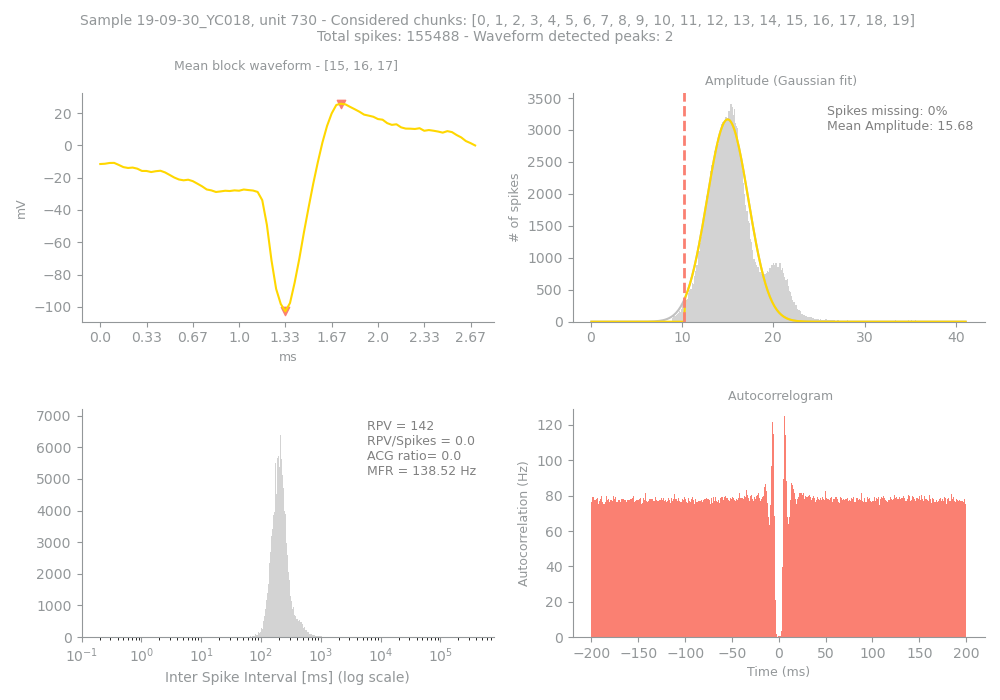 Sample 19-09-30_YC018, unit 730 - Considered chunks: [0, 1, 2, 3, 4, 5, 6, 7, 8, 9, 10, 11, 12, 13, 14, 15, 16, 17, 18, 19]
Total spikes: 155488 - Waveform detected peaks: 2
Mean block waveform - [15, 16, 17]
20
0
−20
−40
−60
−80
−100
mV
0.0 0.33 0.67 1.0 1.33 1.67 2.0 2.33 2.67
ms
Amplitude (Gaussian fit)
Spikes missing: 0%
Mean Amplitude: 15.68
3500
3000
2500
2000
1500
1000
500
0
# of spikes
0 10 20 30 40
7000
6000
5000
4000
3000
2000
1000
0
RPV = 142
RPV/Spikes = 0.0
ACG ratio= 0.0
MFR = 138.52 Hz
10⁻¹ 10⁰ 10¹ 10² 10³ 10⁴ 10⁵
Inter Spike Interval [ms] (log scale)
Autocorrelogram
120
100
80
60
40
20
0
Autocorrelation (Hz)
−200 −150 −100 −50 0 50 100 150 200
Time (ms)